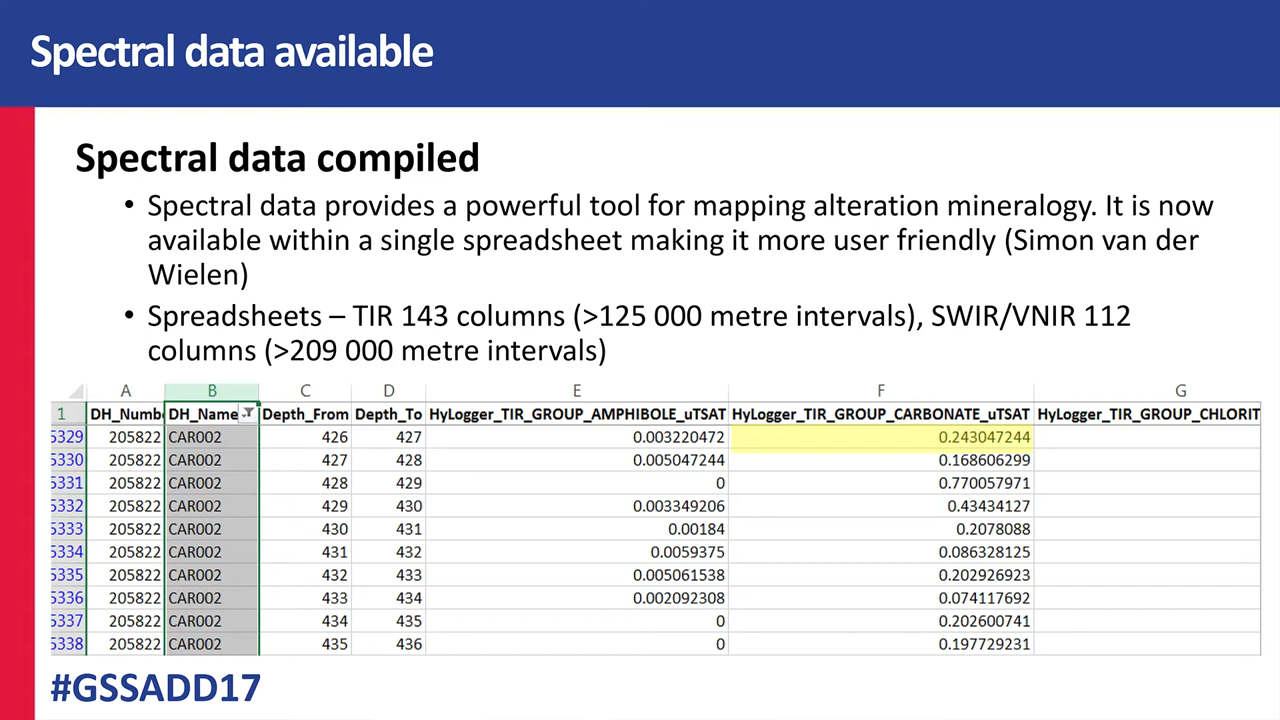 Spectral data available
Spectral data compiled
• Spectral data provides a powerful tool for mapping alteration mineralogy. It is now
available within a single spreadsheet making it more user friendly (Simon van der
Wielen)
• Spreadsheets – TIR 143 columns (>125 000 metre intervals), SWIR/VNIR 112
columns (>209 000 metre intervals)
A B C D E F G
1 DH_Numbe DH_Name Depth_From Depth_To HyLogger_TIR_GROUP_AMPHIBOLE_uTSAT HyLogger_TIR_GROUP_CARBONATE_uTSAT HyLogger_TIR_GROUP_CHLORIT
5329 205822 CAR002 426 427 0.003220472 0.243047244
5330 205822 CAR002 427 428 0.005047244 0.168606299
5331 205822 CAR002 428 429 0 0.770057971
5332 205822 CAR002 429 430 0.003349206 0.43434127
5333 205822 CAR002 430 431 0.00184 0.2078088
5334 205822 CAR002 431 432 0.0059375 0.086328125
5335 205822 CAR002 432 433 0.005061538 0.202926923
5336 205822 CAR002 433 434 0.002092308 0.074117692
5337 205822 CAR002 434 435 0 0.202600741
5338 205822 CAR002 435 436 0 0.197729231
#GSSADD17